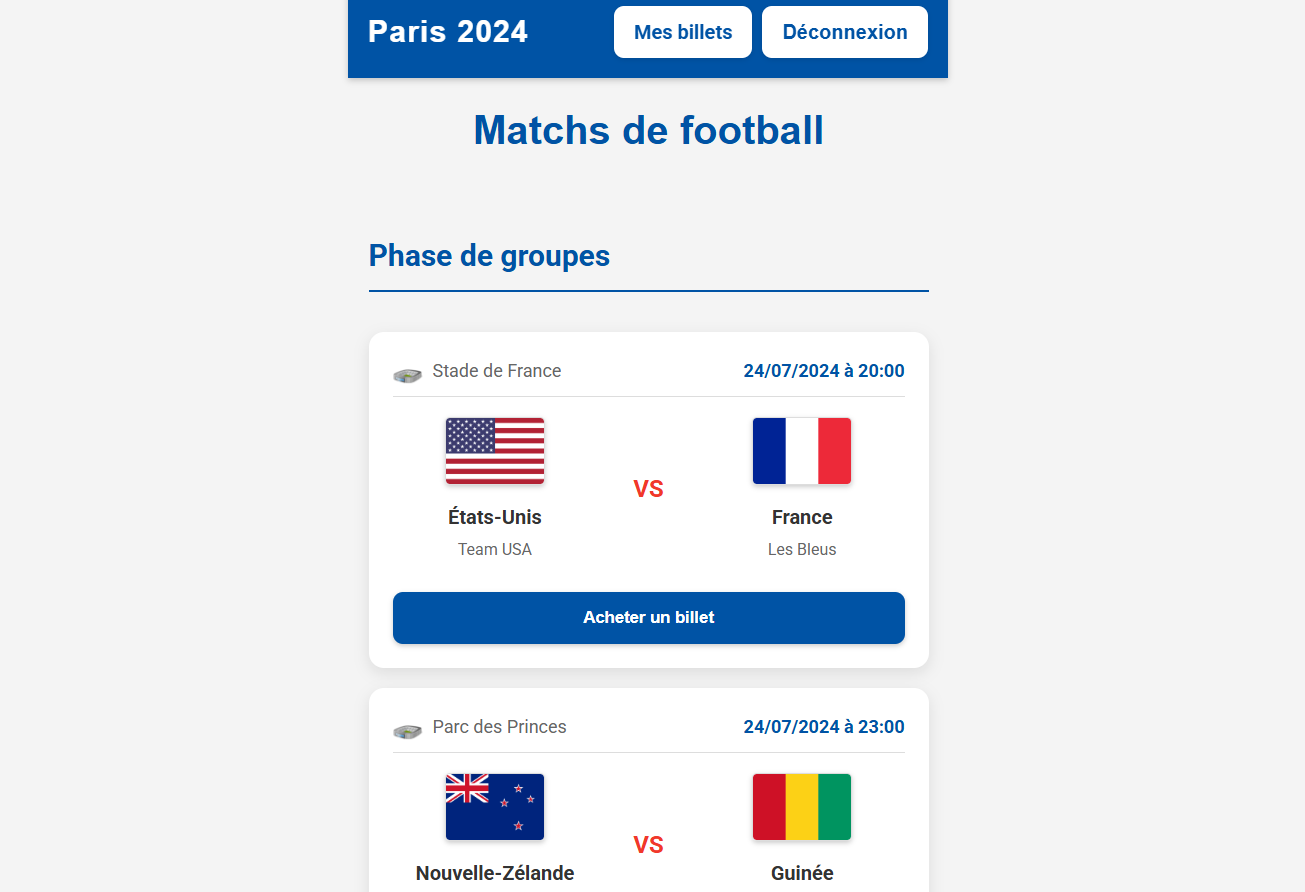 Paris 2024
Mes billets
Déconnexion
Matchs de football
Phase de groupes
Stade de France
24/07/2024 à 20:00
VS
États-Unis
France
Team USA
Les Bleus
Acheter un billet
Parc des Princes
24/07/2024 à 23:00
VS
Nouvelle-Zélande
Guinée